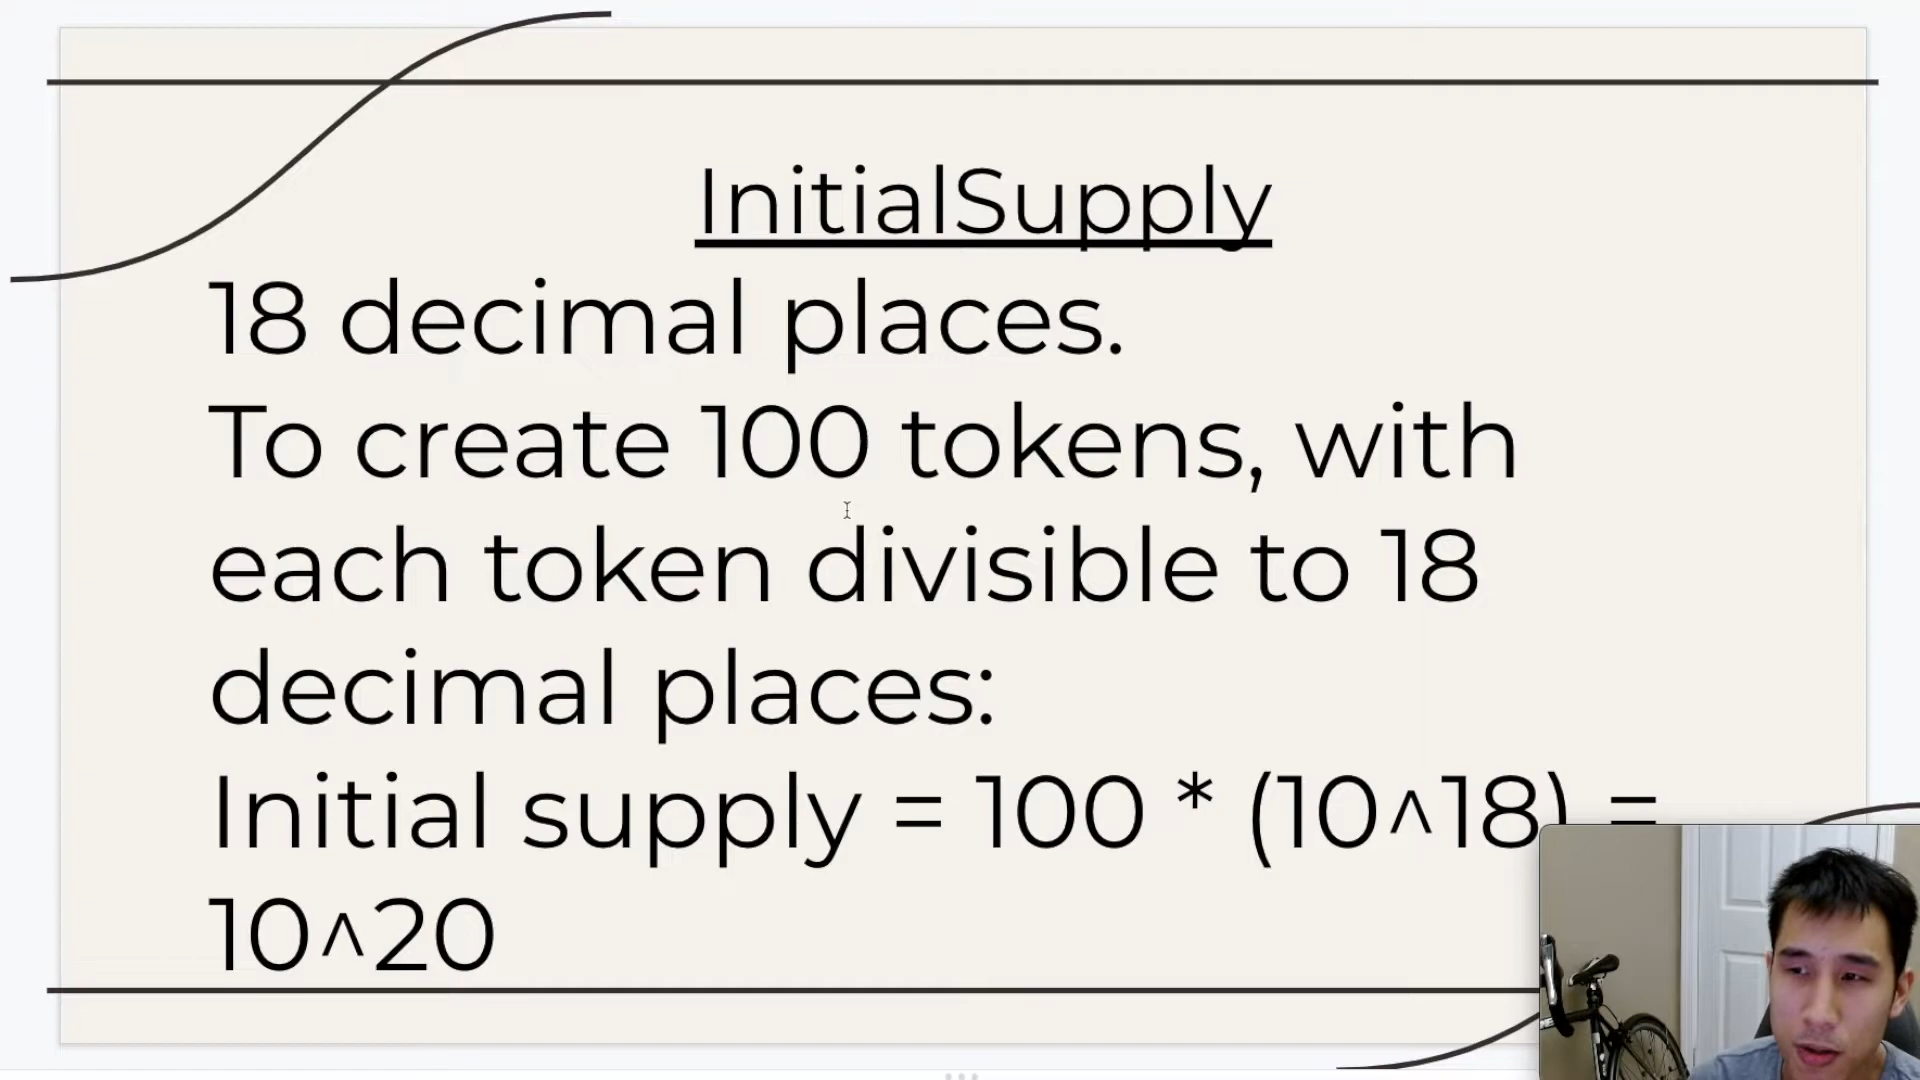 InitialSupply
18 decimal places.
To create 100 tokens, with
each token divisible to 18
decimal places:
Initial supply = 100 * (10^18) =
10^20